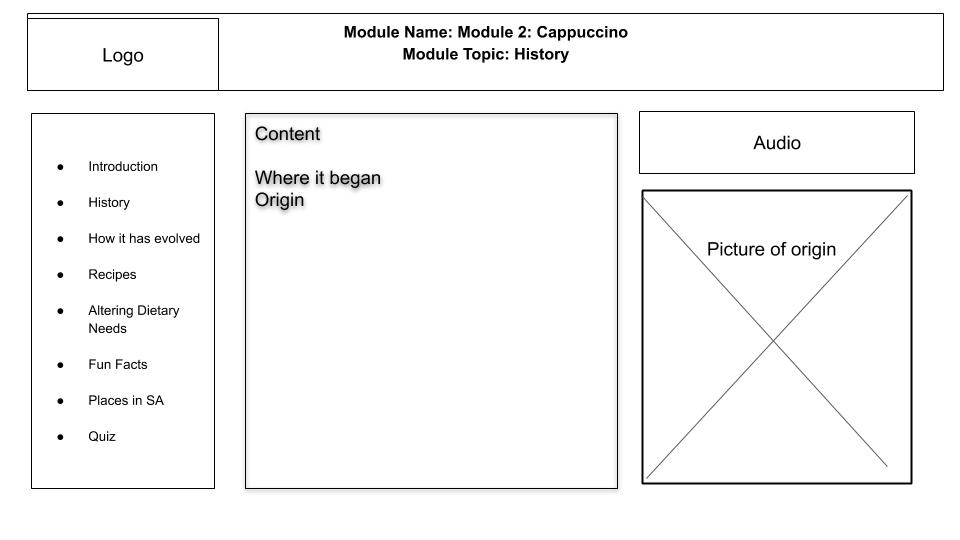 Logo
Module Name: Module 2: Cappuccino
Module Topic: History
● Introduction
● History
● How it has evolved
● Recipes
● Altering Dietary
Needs
● Fun Facts
● Places in SA
● Quiz
Content
Where it began
Origin
Audio
Picture of origin